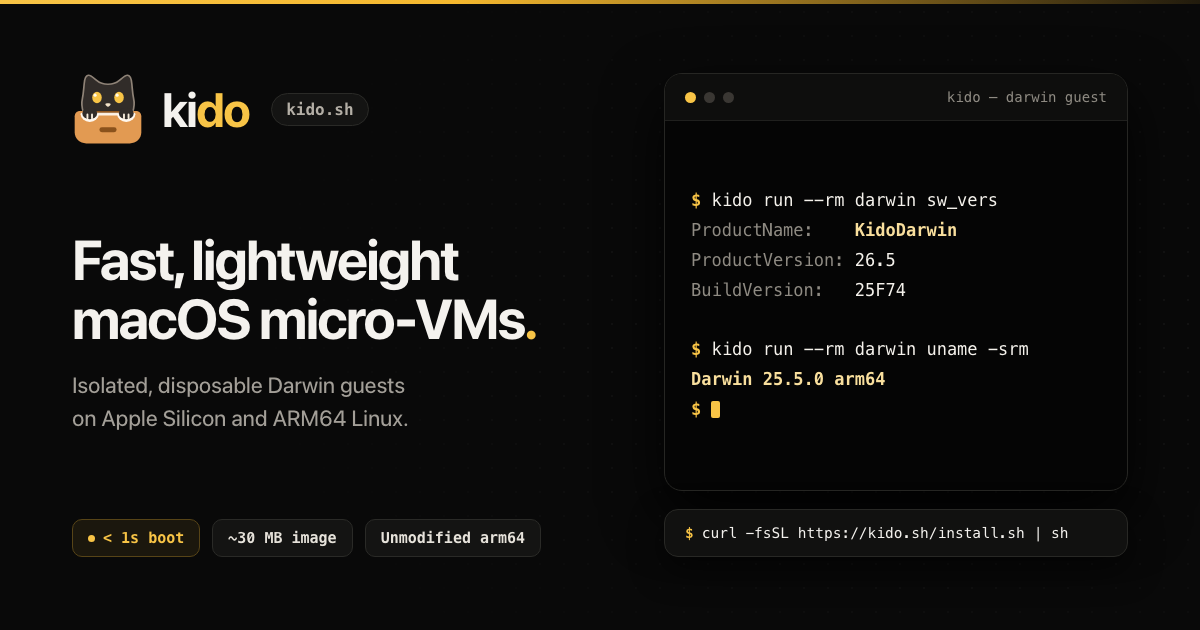 kido
kido.sh
Fast, lightweight
macOS micro-VMs.
Isolated, disposable Darwin guests
on Apple Silicon and ARM64 Linux.
< 1s boot
~30 MB image
Unmodified arm64
kido — darwin guest
$ kido run --rm darwin sw_vers
ProductName: KidoDarwin
ProductVersion: 26.5
BuildVersion: 25F74
$ kido run --rm darwin uname -srm
Darwin 25.5.0 arm64
$
$ curl -fsSL https://kido.sh/install.sh | sh